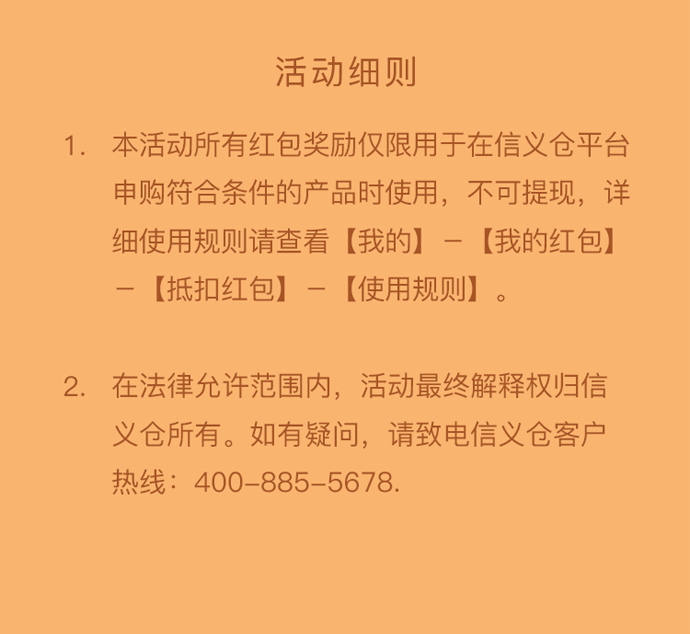 活动细则
1. 本活动所有红包奖励仅限用于在信义仓平台
申购符合条件的产品时使用，不可提现，详
细使用规则请查看【我的】－【我的红包】
－【抵扣红包】－【使用规则】。
2. 在法律允许范围内，活动最终解释权归信
义仓所有。如有疑问，请致电信义仓客户
热线：400-885-5678.